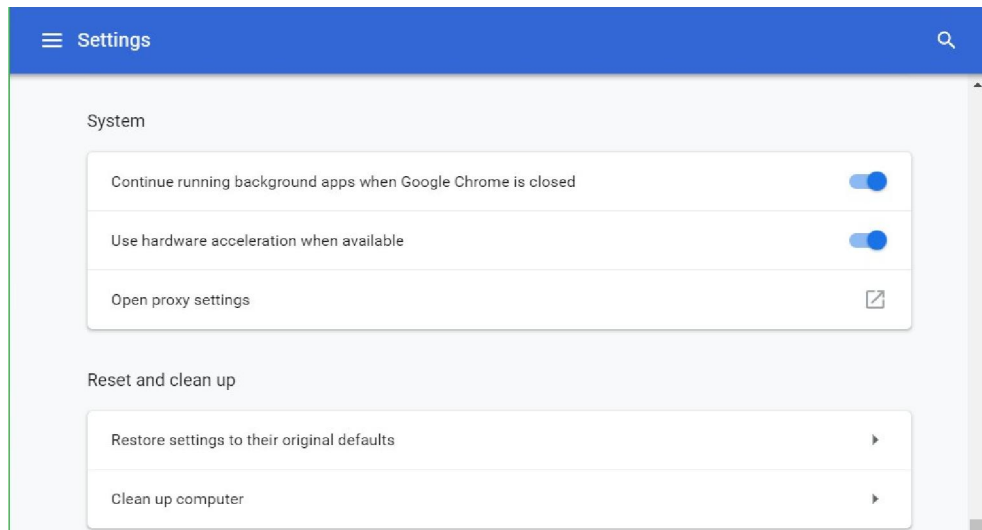 Settings
System
Continue running background apps when Google Chrome is closed
Use hardware acceleration when available
Open proxy settings
Reset and clean up
Restore settings to their original defaults
Clean up computer